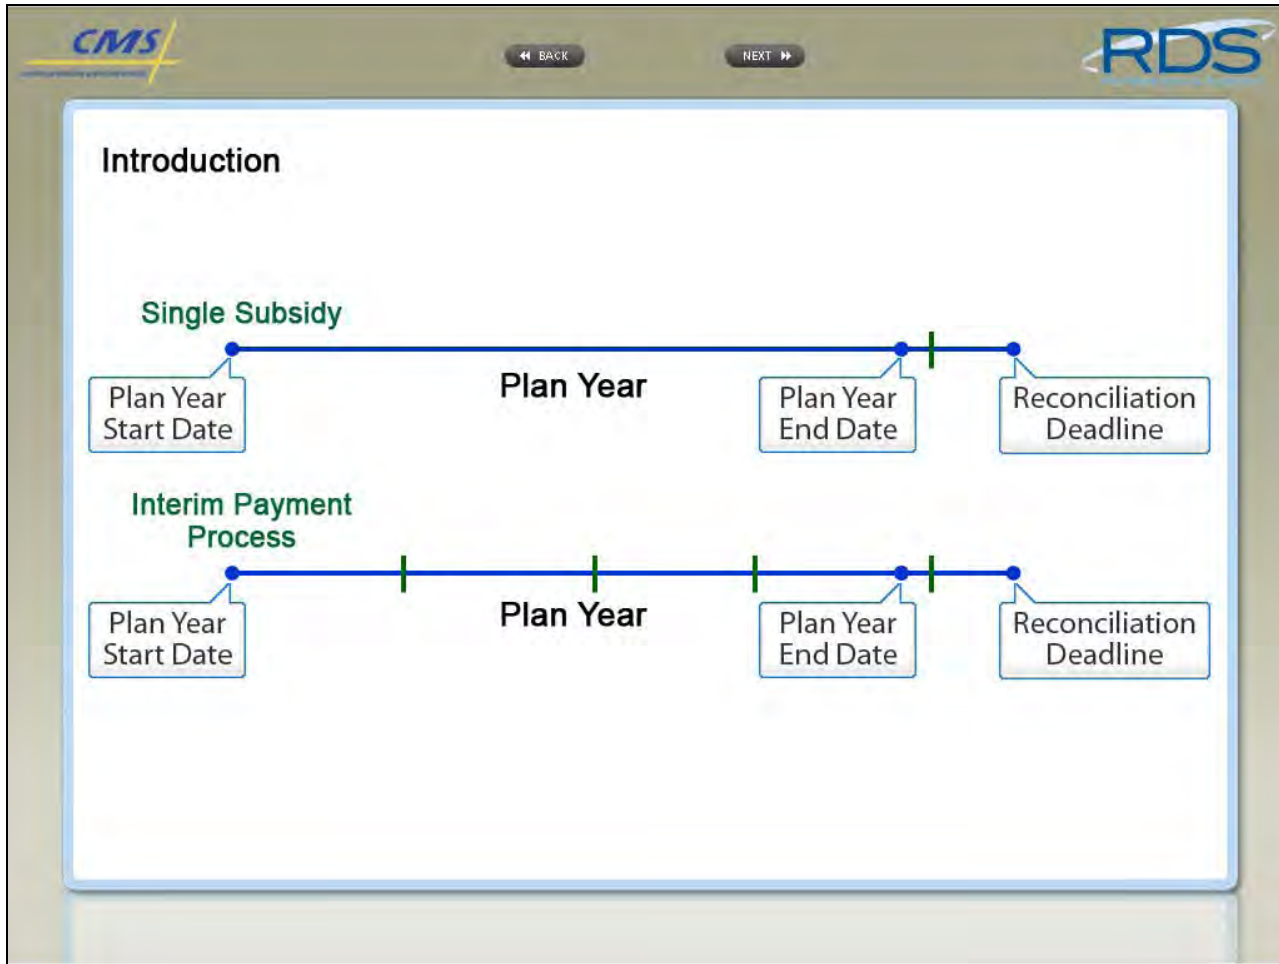 CMS
BACK
NEXT
RDS
Introduction
Single Subsidy
Plan Year
Start Date
Plan Year
Plan Year
End Date
Reconciliation
Deadline
Interim Payment
Process
Plan Year
Start Date
Plan Year
Plan Year
End Date
Reconciliation
Deadline